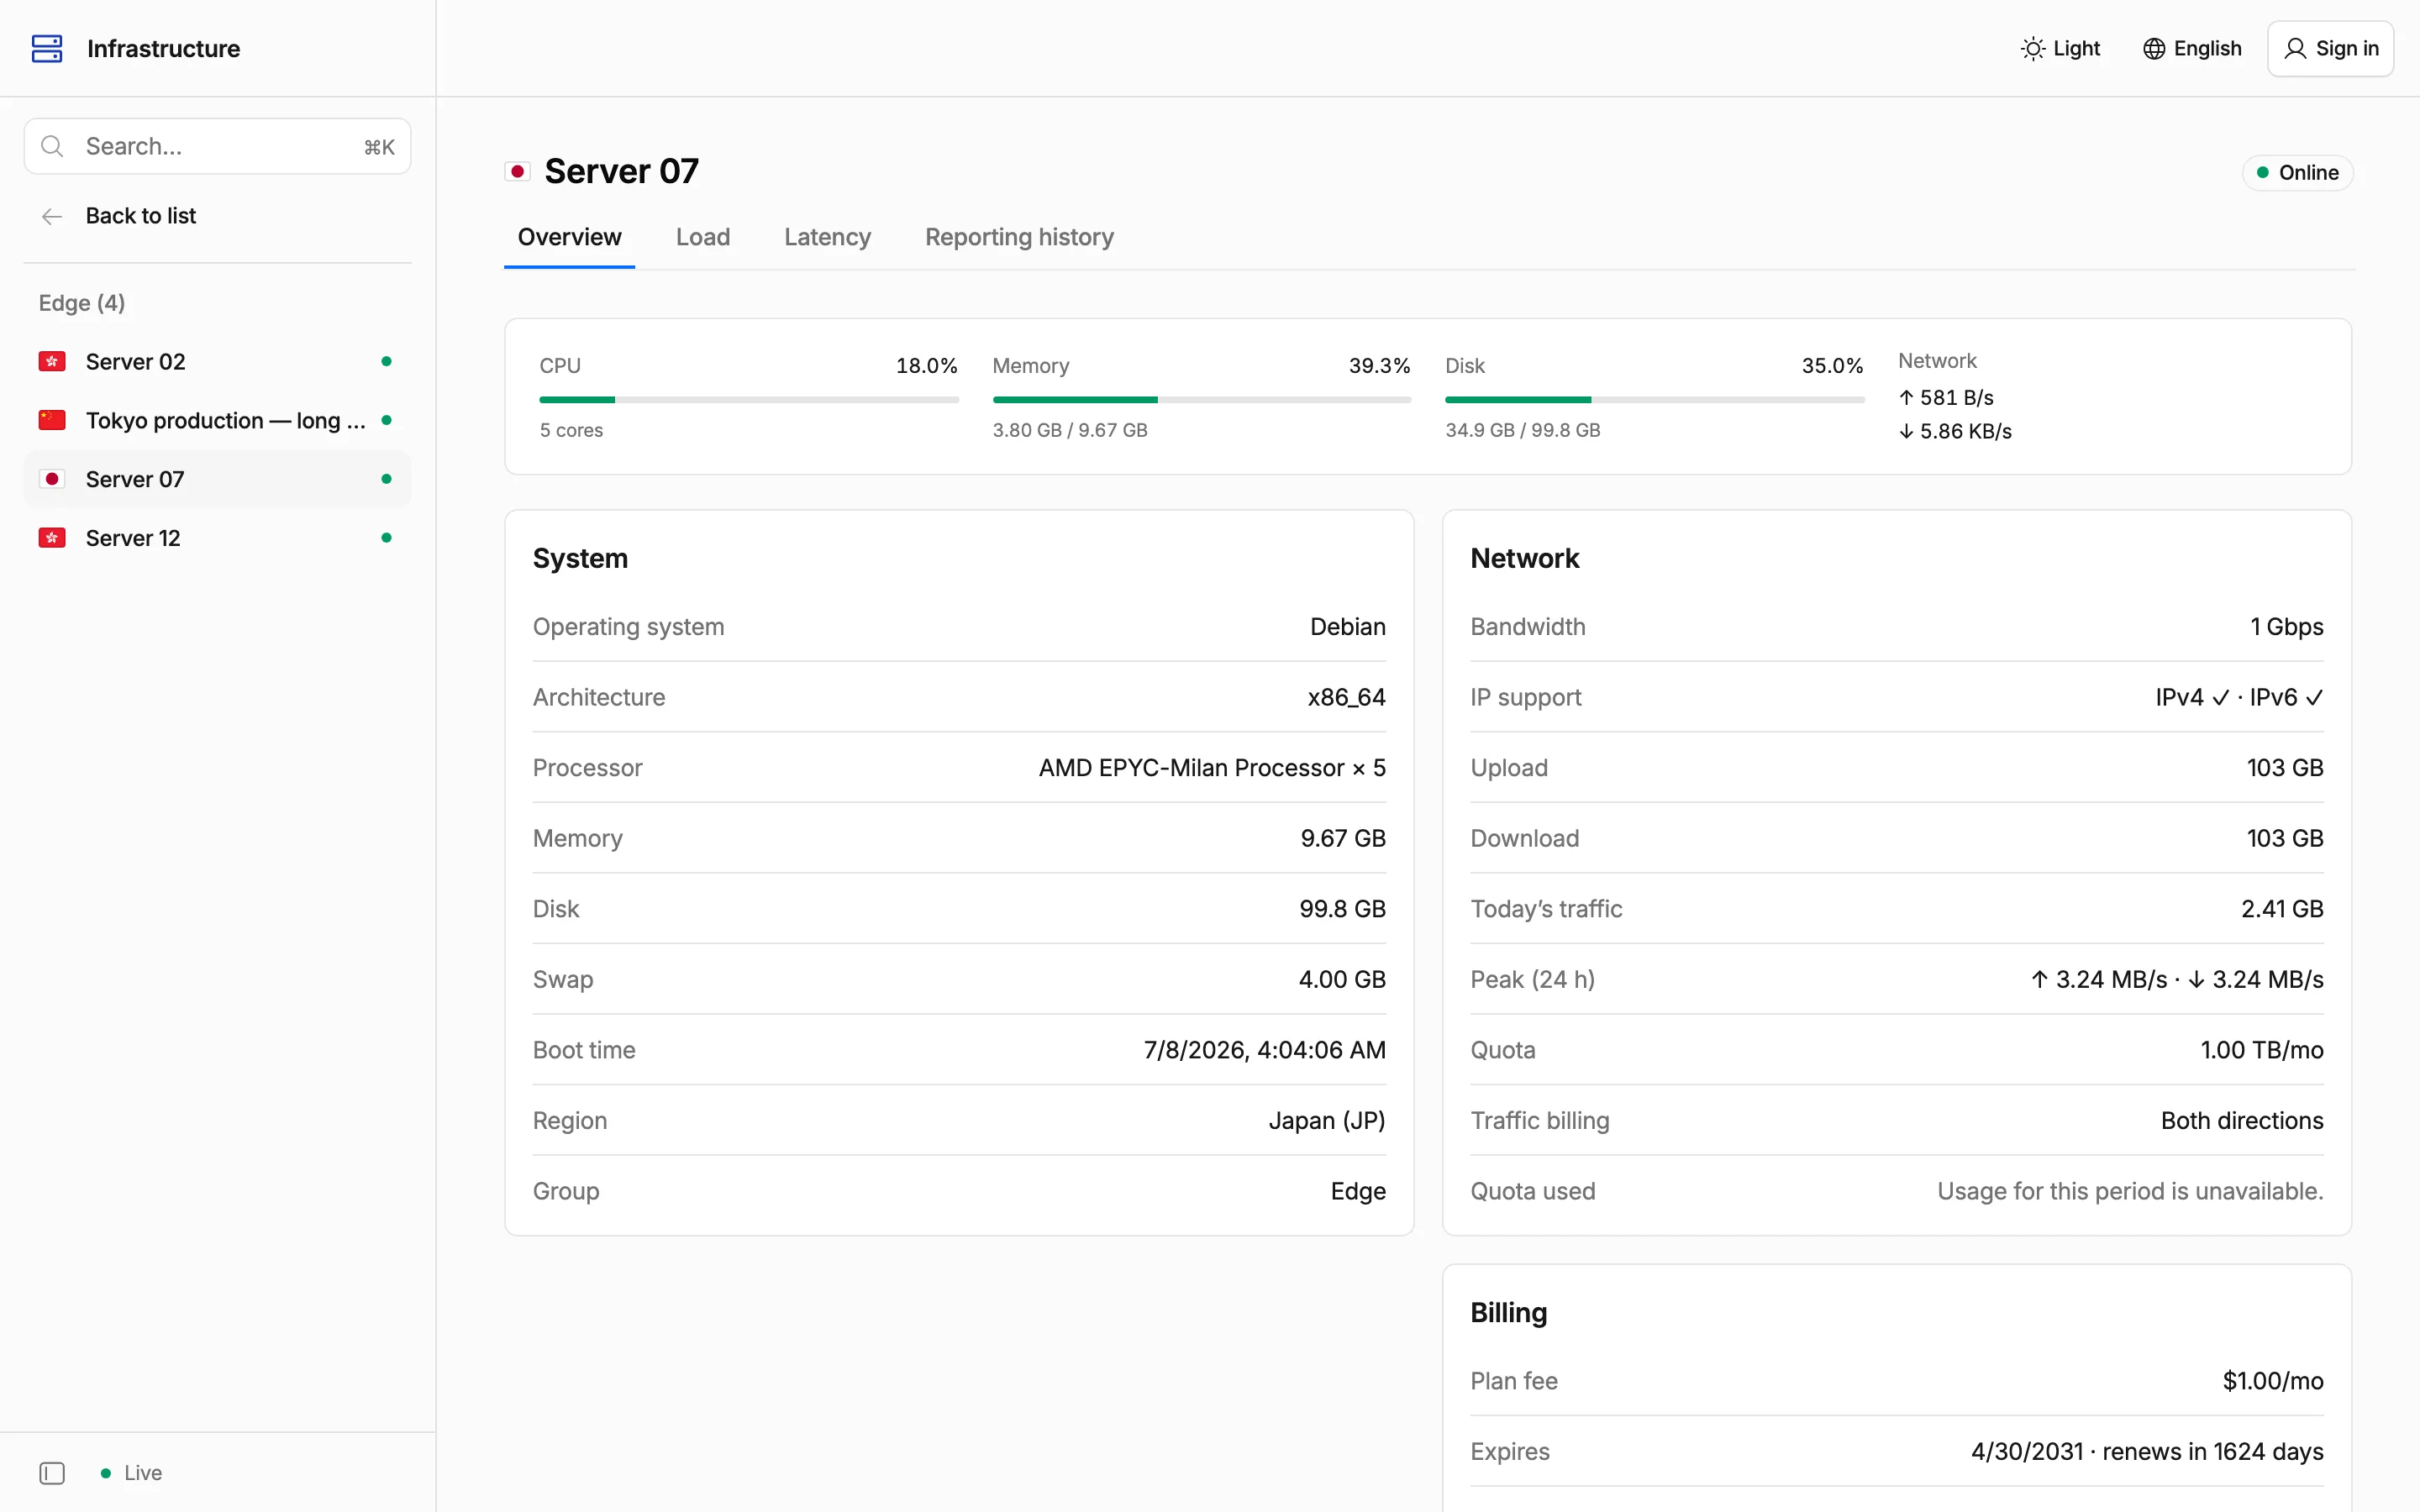 Infrastructure
Light
English
Sign in
Search...
⌘K
Back to list
Edge (4)
Server 02
Tokyo production — long ...
Server 07
Server 12
Live
Server 07
Online
Overview
Load
Latency
Reporting history
CPU
18.0%
5 cores
Memory
39.3%
3.80 GB / 9.67 GB
Disk
35.0%
34.9 GB / 99.8 GB
Network
↑ 581 B/s
↓ 5.86 KB/s
System
Operating system
Debian
Architecture
x86_64
Processor
AMD EPYC-Milan Processor × 5
Memory
9.67 GB
Disk
99.8 GB
Swap
4.00 GB
Boot time
7/8/2026, 4:04:06 AM
Region
Japan (JP)
Group
Edge
Network
Bandwidth
1 Gbps
IP support
IPv4 ✓ · IPv6 ✓
Upload
103 GB
Download
103 GB
Today’s traffic
2.41 GB
Peak (24 h)
↑ 3.24 MB/s · ↓ 3.24 MB/s
Quota
1.00 TB/mo
Traffic billing
Both directions
Quota used
Usage for this period is unavailable.
Billing
Plan fee
$1.00/mo
Expires
4/30/2031 · renews in 1624 days